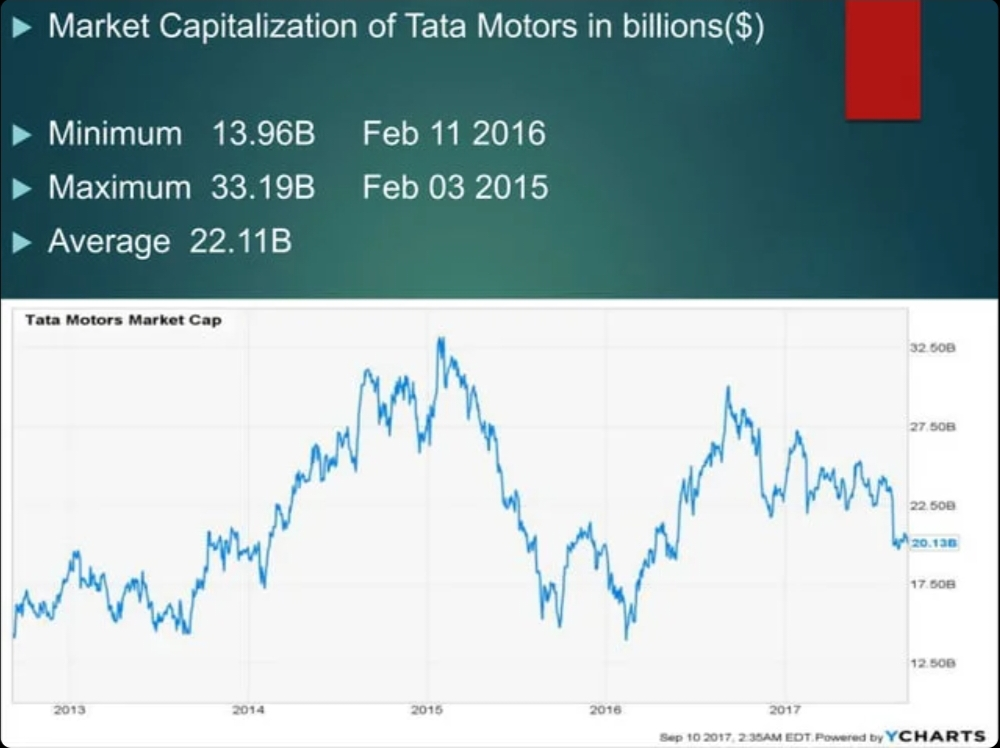 Market Capitalization of Tata Motors in billions($)
Minimum 13.96B Feb 11 2016
Maximum 33.19B Feb 03 2015
Average 22.11B
Tata Motors Market Cap
32.50B
27.50B
22.50B
20.13B
17.50B
12.50B
2013 2014 2015 2016 2017
Sep 10 2017, 2:35AM EDT. Powered by YCHARTS